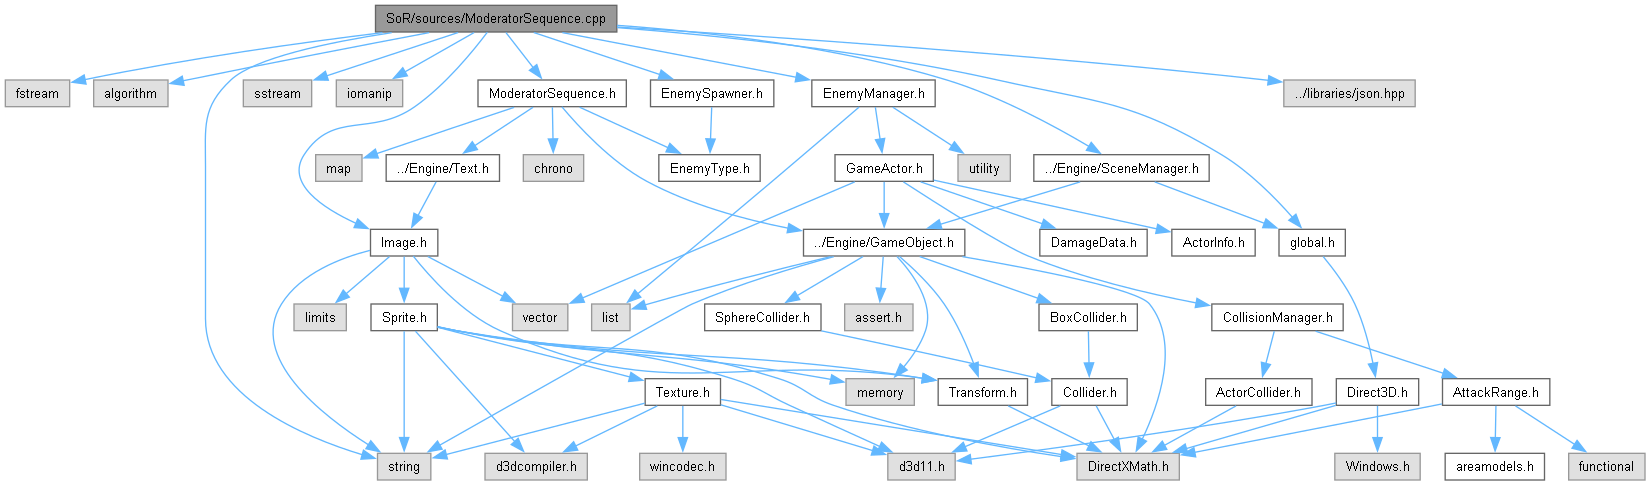 SoR/sources/ModeratorSequence.cpp
fstream
algorithm
sstream
iomanip
ModeratorSequence.h
EnemySpawner.h
EnemyManager.h
../libraries/json.hpp
map
../Engine/Text.h
chrono
EnemyType.h
GameActor.h
utility
../Engine/SceneManager.h
Image.h
../Engine/GameObject.h
DamageData.h
ActorInfo.h
global.h
limits
Sprite.h
vector
list
SphereCollider.h
assert.h
BoxCollider.h
CollisionManager.h
Texture.h
memory
Transform.h
Collider.h
ActorCollider.h
Direct3D.h
AttackRange.h
string
d3dcompiler.h
wincodec.h
d3d11.h
DirectXMath.h
Windows.h
areamodels.h
functional